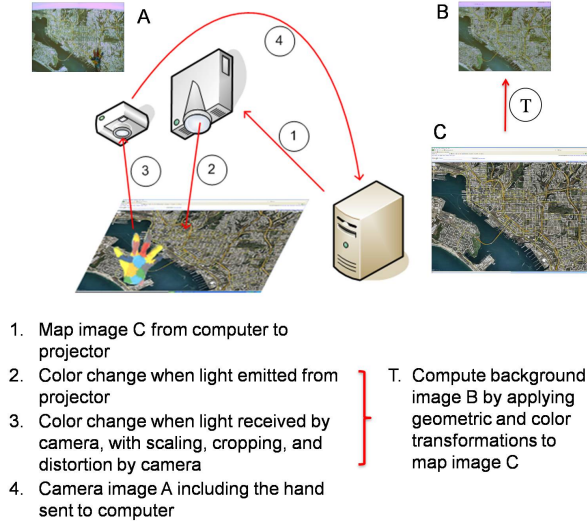 A
B
4
T
1
C
3
2
1. Map image C from computer to
projector
2. Color change when light emitted from
projector
3. Color change when light received by
camera, with scaling, cropping, and
distortion by camera
4. Camera image A including the hand
sent to computer
T. Compute background
image B by applying
geometric and color
transformations to
map image C